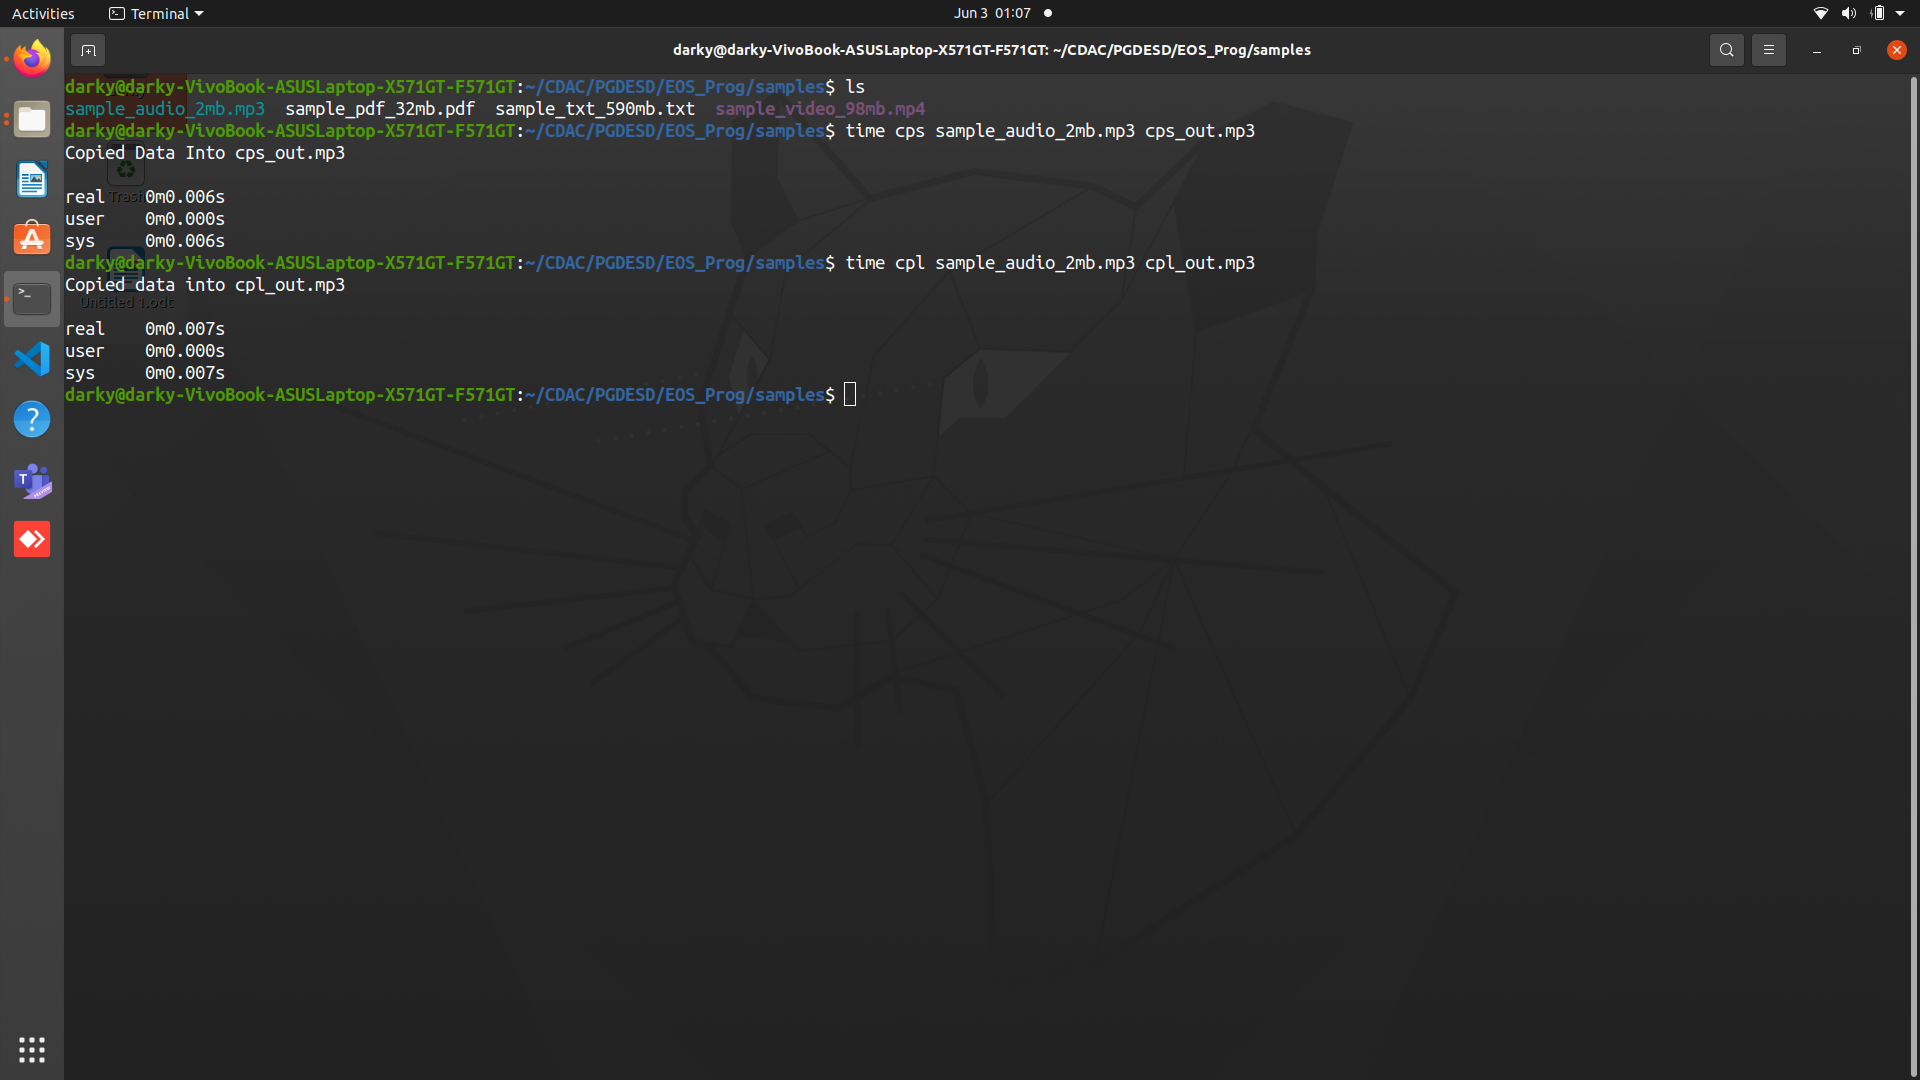 Activities
Terminal
Jun 3 01:07
darky@darky-VivoBook-ASUSLaptop-X571GT-F571GT: ~/CDAC/PGDESD/EOS_Prog/samples
darky@darky-VivoBook-ASUSLaptop-X571GT-F571GT:~/CDAC/PGDESD/EOS_Prog/samples$ ls
sample_audio_2mb.mp3 sample_pdf_32mb.pdf sample_txt_590mb.txt sample_video_98mb.mp4
darky@darky-VivoBook-ASUSLaptop-X571GT-F571GT:~/CDAC/PGDESD/EOS_Prog/samples$ time cps sample_audio_2mb.mp3 cps_out.mp3
Copied Data Into cps_out.mp3
real 0m0.006s
Trash
user 0m0.000s
sys 0m0.006s
darky@darky-VivoBook-ASUSLaptop-X571GT-F571GT:~/CDAC/PGDESD/EOS_Prog/samples$ time cpl sample_audio_2mb.mp3 cpl_out.mp3
Copied data into cpl_out.mp3
Untitled 1.odt
real 0m0.007s
user 0m0.000s
sys 0m0.007s
darky@darky-VivoBook-ASUSLaptop-X571GT-F571GT:~/CDAC/PGDESD/EOS_Prog/samples$